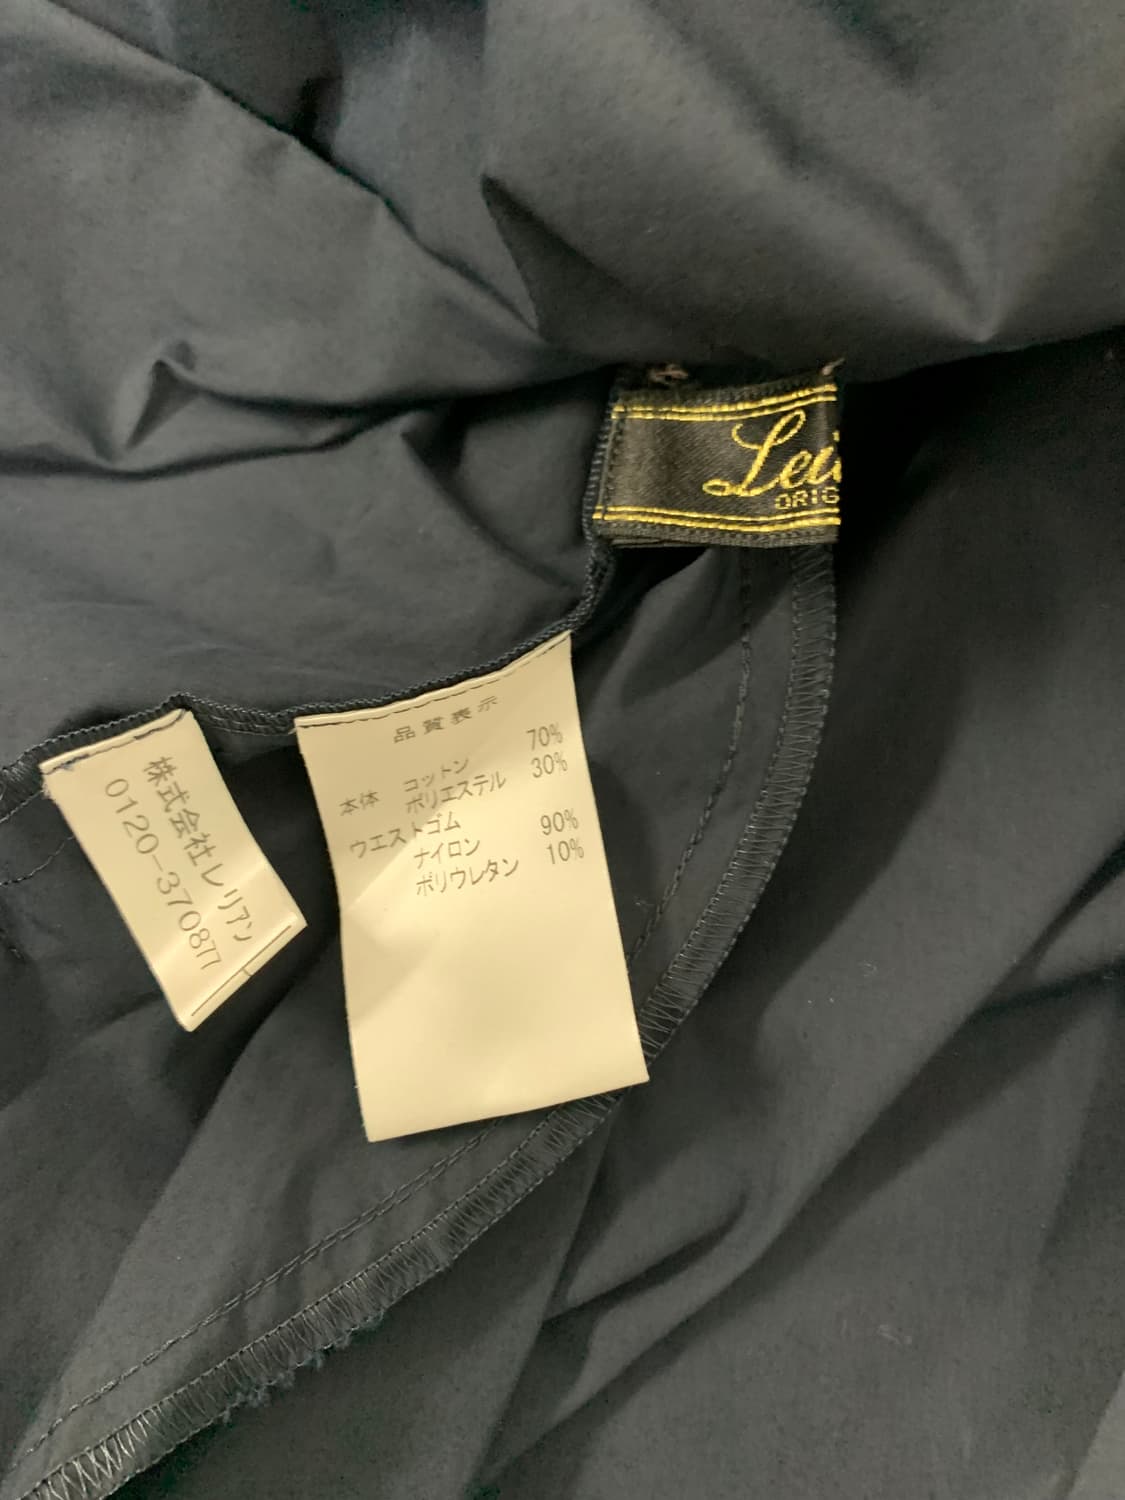 Lei
ORIG
品質表示
本体 コットン 70%
ポリエステル 30%
ウエストゴム
ナイロン 90%
ポリウレタン 10%
株式会社レリアン
0120-370877